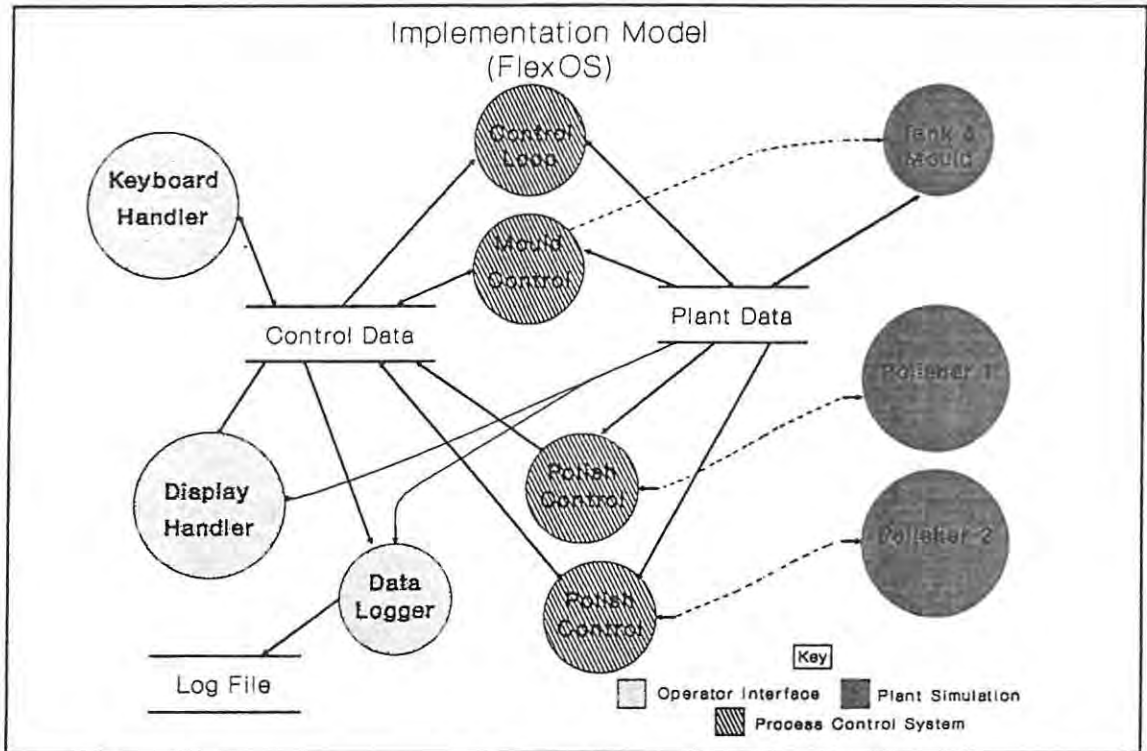 Implementation Model
(FlexOS)
Control
Loop
Tank &
Mould
Keyboard
Handler
Mould
Control
Control Data
Plant Data
Polisher 1
Display
Handler
Polish
Control
Polisher 2
Data
Logger
Polish
Control
Log File
Key
Operator Interface
Plant Simulation
Process Control System